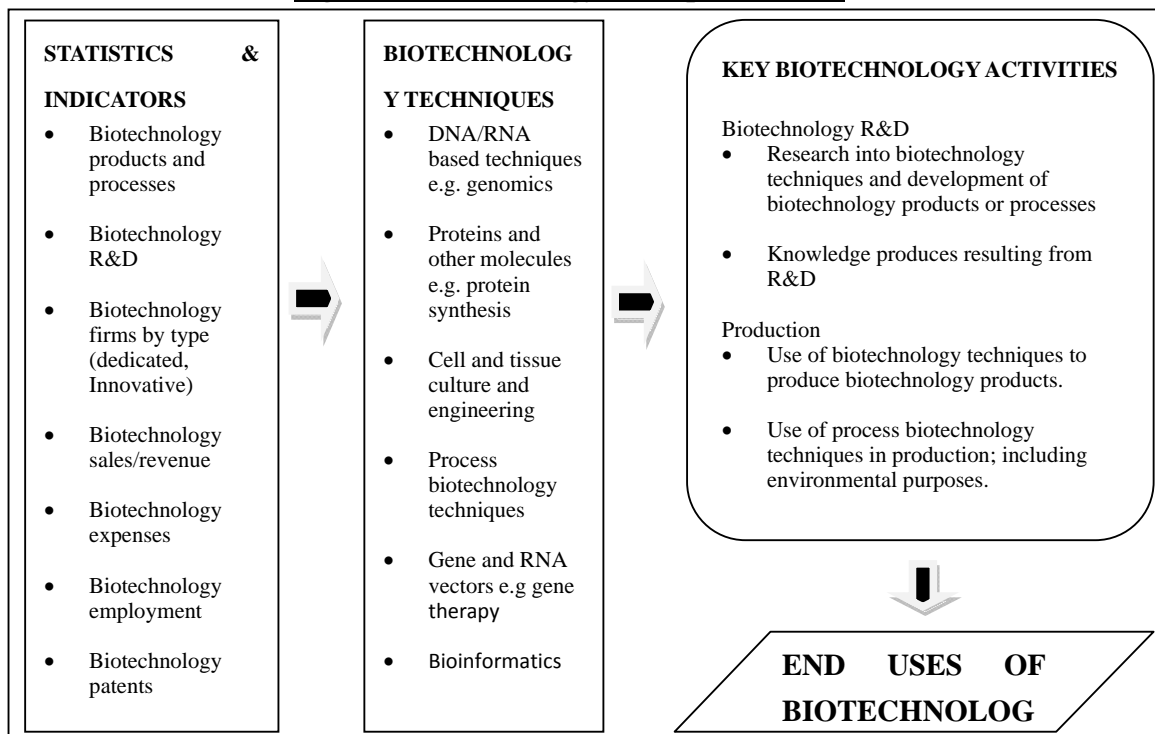 STATISTICS &
INDICATORS
• Biotechnology
products and
processes
• Biotechnology
R&D
• Biotechnology
firms by type
(dedicated,
Innovative)
• Biotechnology
sales/revenue
• Biotechnology
expenses
• Biotechnology
employment
• Biotechnology
patents
BIOTECHNOLOG
Y TECHNIQUES
• DNA/RNA
based techniques
e.g. genomics
• Proteins and
other molecules
e.g. protein
synthesis
• Cell and tissue
culture and
engineering
• Process
biotechnology
techniques
• Gene and RNA
vectors e.g gene
therapy
• Bioinformatics
KEY BIOTECHNOLOGY ACTIVITIES
Biotechnology R&D
• Research into biotechnology
techniques and development of
biotechnology products or processes
• Knowledge produces resulting from
R&D
Production
• Use of biotechnology techniques to
produce biotechnology products.
• Use of process biotechnology
techniques in production; including
environmental purposes.
END USES OF
BIOTECHNOLOG